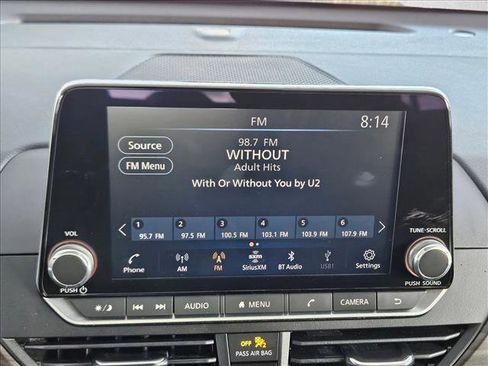 FM
8:14
Source
98.7 FM
FM Menu
WITHOUT
Adult Hits
With Or Without You by U2
1 2 3 4 5 6
95.7 FM 97.5 FM 100.5 FM 103.1 FM 103.9 FM 107.9 FM
VOL
TUNE·SCROLL
Phone AM FM SiriusXM BT Audio USB1 Settings
PUSH
PUSH SOUND
AUDIO MENU CAMERA
OFF
PASS AIR BAG